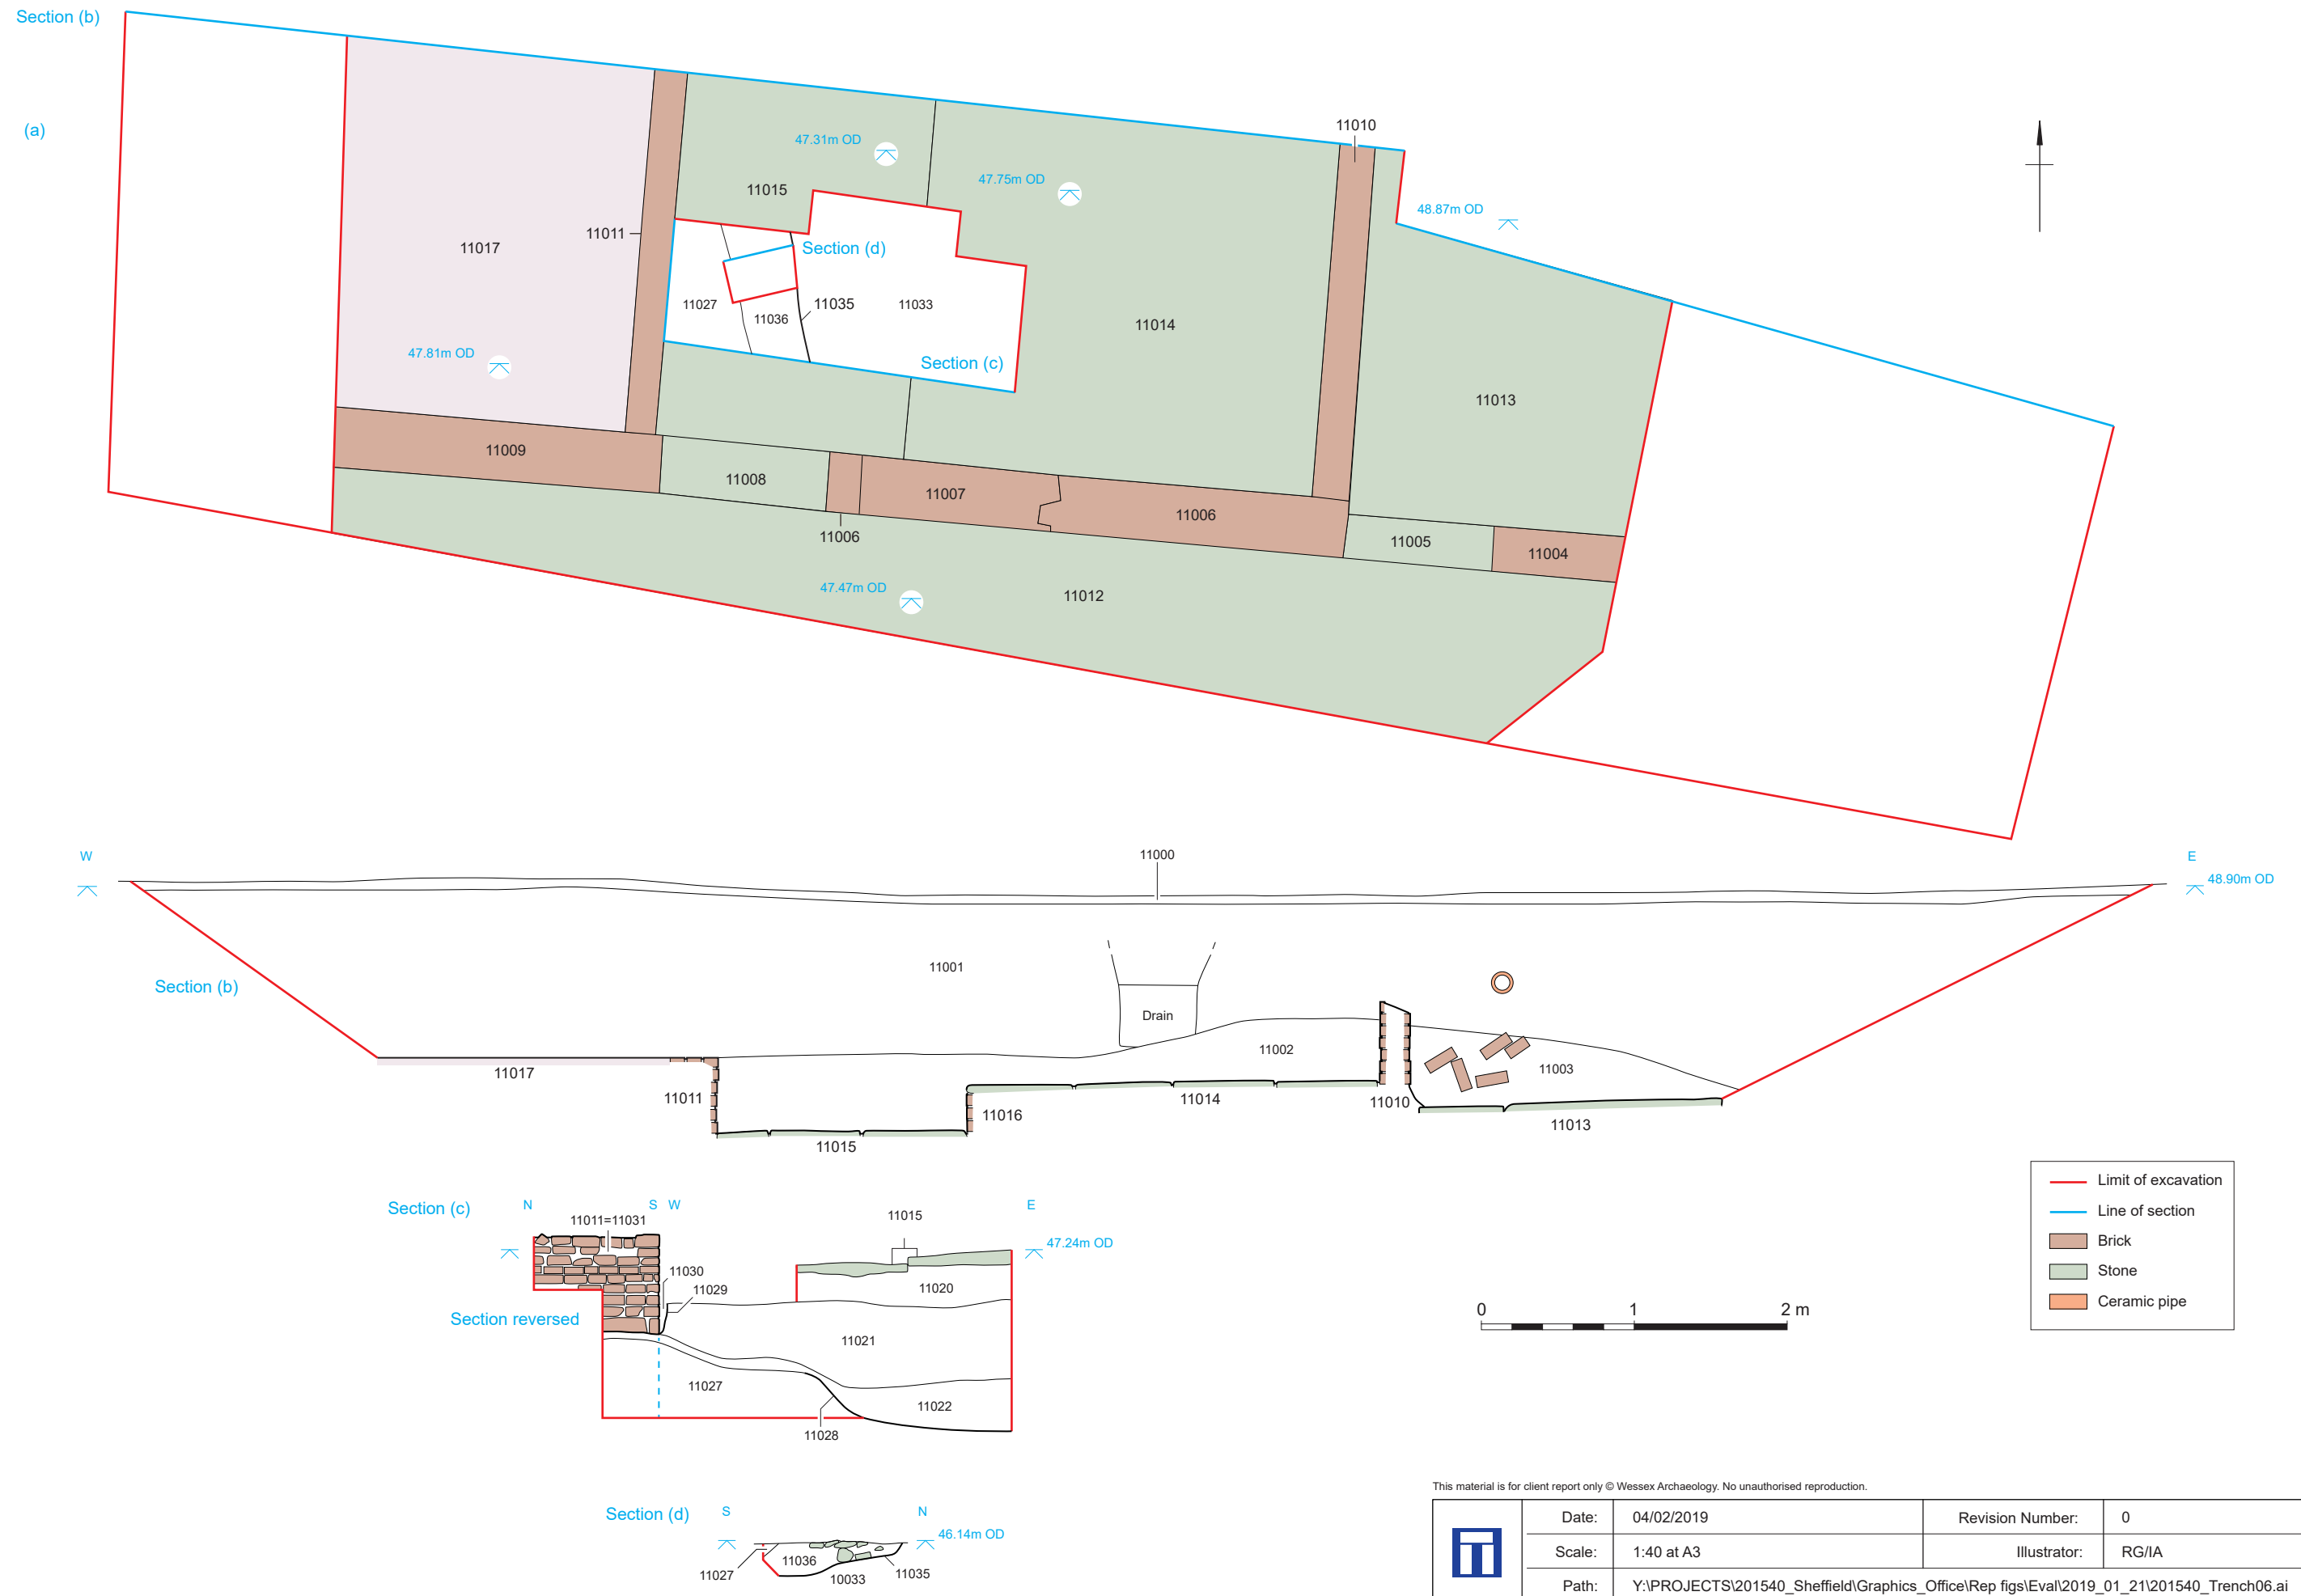 Section (b)
(a)
11010
47.31m OD
47.75m OD
48.87m OD
11015
11017
11011
Section (d)
11027
11035
11033
11036
11014
47.81m OD
Section (c)
11013
11009
11008
11007
11006
11006
11005
11004
47.47m OD
11012
W
11000
E
48.90m OD
11001
Section (b)
Drain
11002
11003
11017
11011
11016
11014
11010
11013
11015
Section (c)
N
S
W
E
11011=11031
11015
47.24m OD
11030
11029
11020
Section reversed
11021
11027
11022
11028
Section (d)
S
N
46.14m OD
11036
11027
10033
11035
Limit of excavation
Line of section
Brick
Stone
Ceramic pipe
0 1 2 m
This material is for client report only © Wessex Archaeology. No unauthorised reproduction.
Date: 04/02/2019 Revision Number: 0
Scale: 1:40 at A3 Illustrator: RG/IA
Path: Y:\PROJECTS\201540_Sheffield\Graphics_Office\Rep figs\Eval\2019_01_21\201540_Trench06.ai